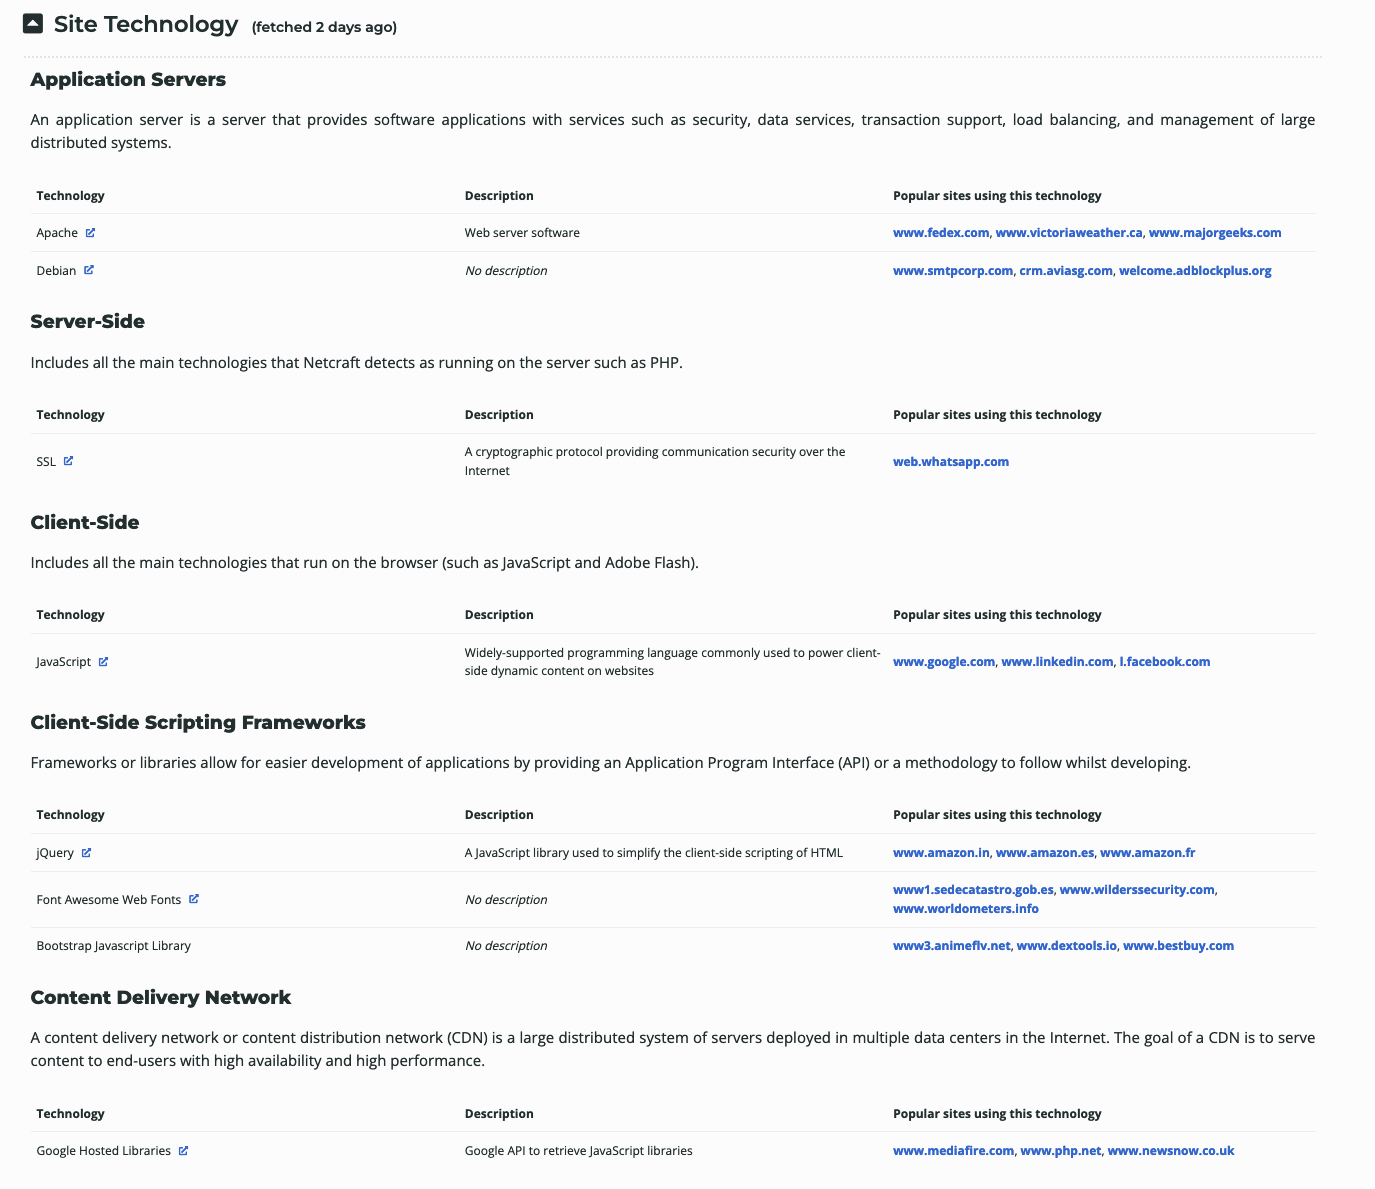 Site Technology (fetched 2 days ago)
Application Servers
An application server is a server that provides software applications with services such as security, data services, transaction support, load balancing, and management of large
distributed systems.
Technology Description Popular sites using this technology
Apache Web server software www.fedex.com, www.victoriaweather.ca, www.majorgeeks.com
Debian No description www.smtpcorp.com, crm.aviasg.com, welcome.adblockplus.org
Server-Side
Includes all the main technologies that Netcraft detects as running on the server such as PHP.
Technology Description Popular sites using this technology
SSL A cryptographic protocol providing communication security over the
Internet web.whatsapp.com
Client-Side
Includes all the main technologies that run on the browser (such as JavaScript and Adobe Flash).
Technology Description Popular sites using this technology
JavaScript Widely-supported programming language commonly used to power client-
side dynamic content on websites www.google.com, www.linkedin.com, l.facebook.com
Client-Side Scripting Frameworks
Frameworks or libraries allow for easier development of applications by providing an Application Program Interface (API) or a methodology to follow whilst developing.
Technology Description Popular sites using this technology
jQuery A JavaScript library used to simplify the client-side scripting of HTML www.amazon.in, www.amazon.es, www.amazon.fr
Font Awesome Web Fonts No description www1.sedecatastro.gob.es, www.wilderssecurity.com,
www.worldometers.info
Bootstrap Javascript Library No description www3.animeflv.net, www.dextools.io, www.bestbuy.com
Content Delivery Network
A content delivery network or content distribution network (CDN) is a large distributed system of servers deployed in multiple data centers in the Internet. The goal of a CDN is to serve
content to end-users with high availability and high performance.
Technology Description Popular sites using this technology
Google Hosted Libraries Google API to retrieve JavaScript libraries www.mediafire.com, www.php.net, www.newsnow.co.uk